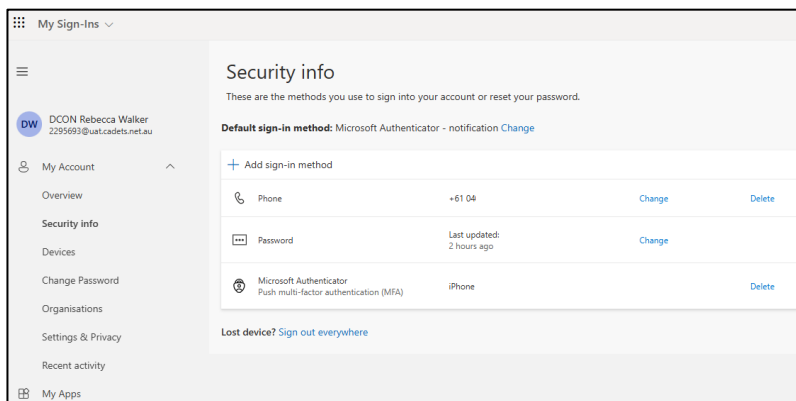 My Sign-Ins
Security info
These are the methods you use to sign into your account or reset your password.
DW
DCON Rebecca Walker
2295693@uat.cadets.net.au
Default sign-in method: Microsoft Authenticator - notification Change
My Account
Overview
Security info
Devices
Change Password
Organisations
Settings & Privacy
Recent activity
My Apps
Add sign-in method
Phone +61 04 Change Delete
Password Last updated: Change
2 hours ago
Microsoft Authenticator
Push multi-factor authentication (MFA) iPhone Delete
Lost device? Sign out everywhere